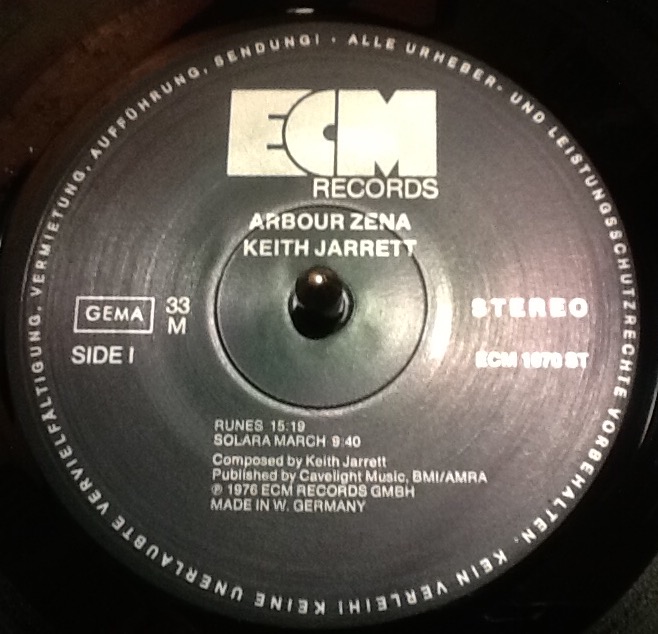 ALLE URHEBER- UND LEISTUNGSSCHUTZRECHTE VORBEHALTEN. KEIN VERLEIH! KEINE UNERLAUBTE VERVIELFÄLTIGUNG, VERMIETUNG, AUFFÜHRUNG, SENDUNG! ·
ECM
RECORDS
ARBOUR ZENA
KEITH JARRETT
GEMA
33
M
STEREO
SIDE I
ECM 1070 ST
RUNES 15:19
SOLARA MARCH 9:40
Composed by Keith Jarrett
Published by Cavelight Music, BMI/AMRA
℗ 1976 ECM RECORDS GMBH
MADE IN W. GERMANY